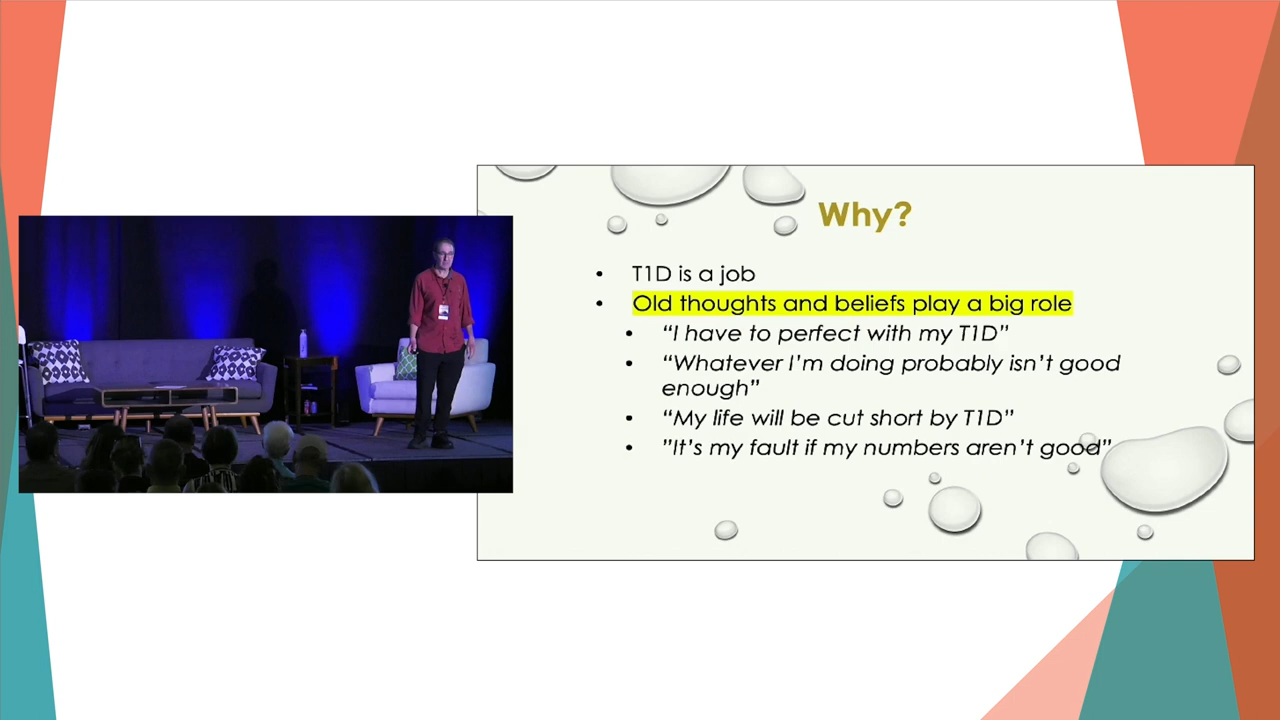 Why?
• T1D is a job
• Old thoughts and beliefs play a big role
• “I have to perfect with my T1D”
• “Whatever I’m doing probably isn’t good
enough”
• “My life will be cut short by T1D”
• ”It’s my fault if my numbers aren’t good”